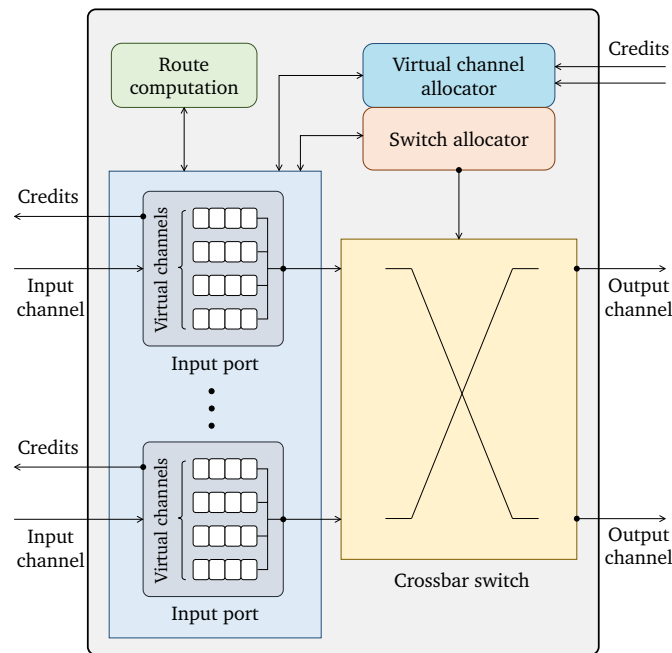 Route
computation
Virtual channel
allocator
Credits
Switch allocator
Credits
Virtual channels
Input
channel
Input port
Output
channel
Credits
Virtual channels
Input
channel
Input port
Output
channel
Crossbar switch